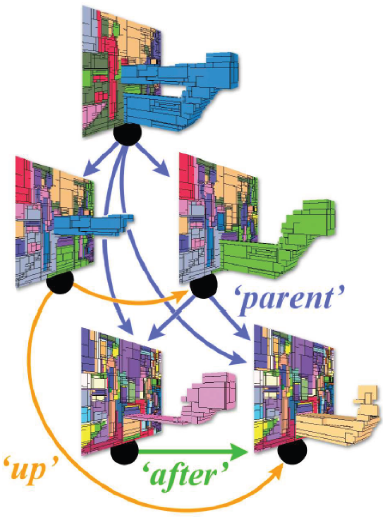 ‘parent’
‘up’
‘after’